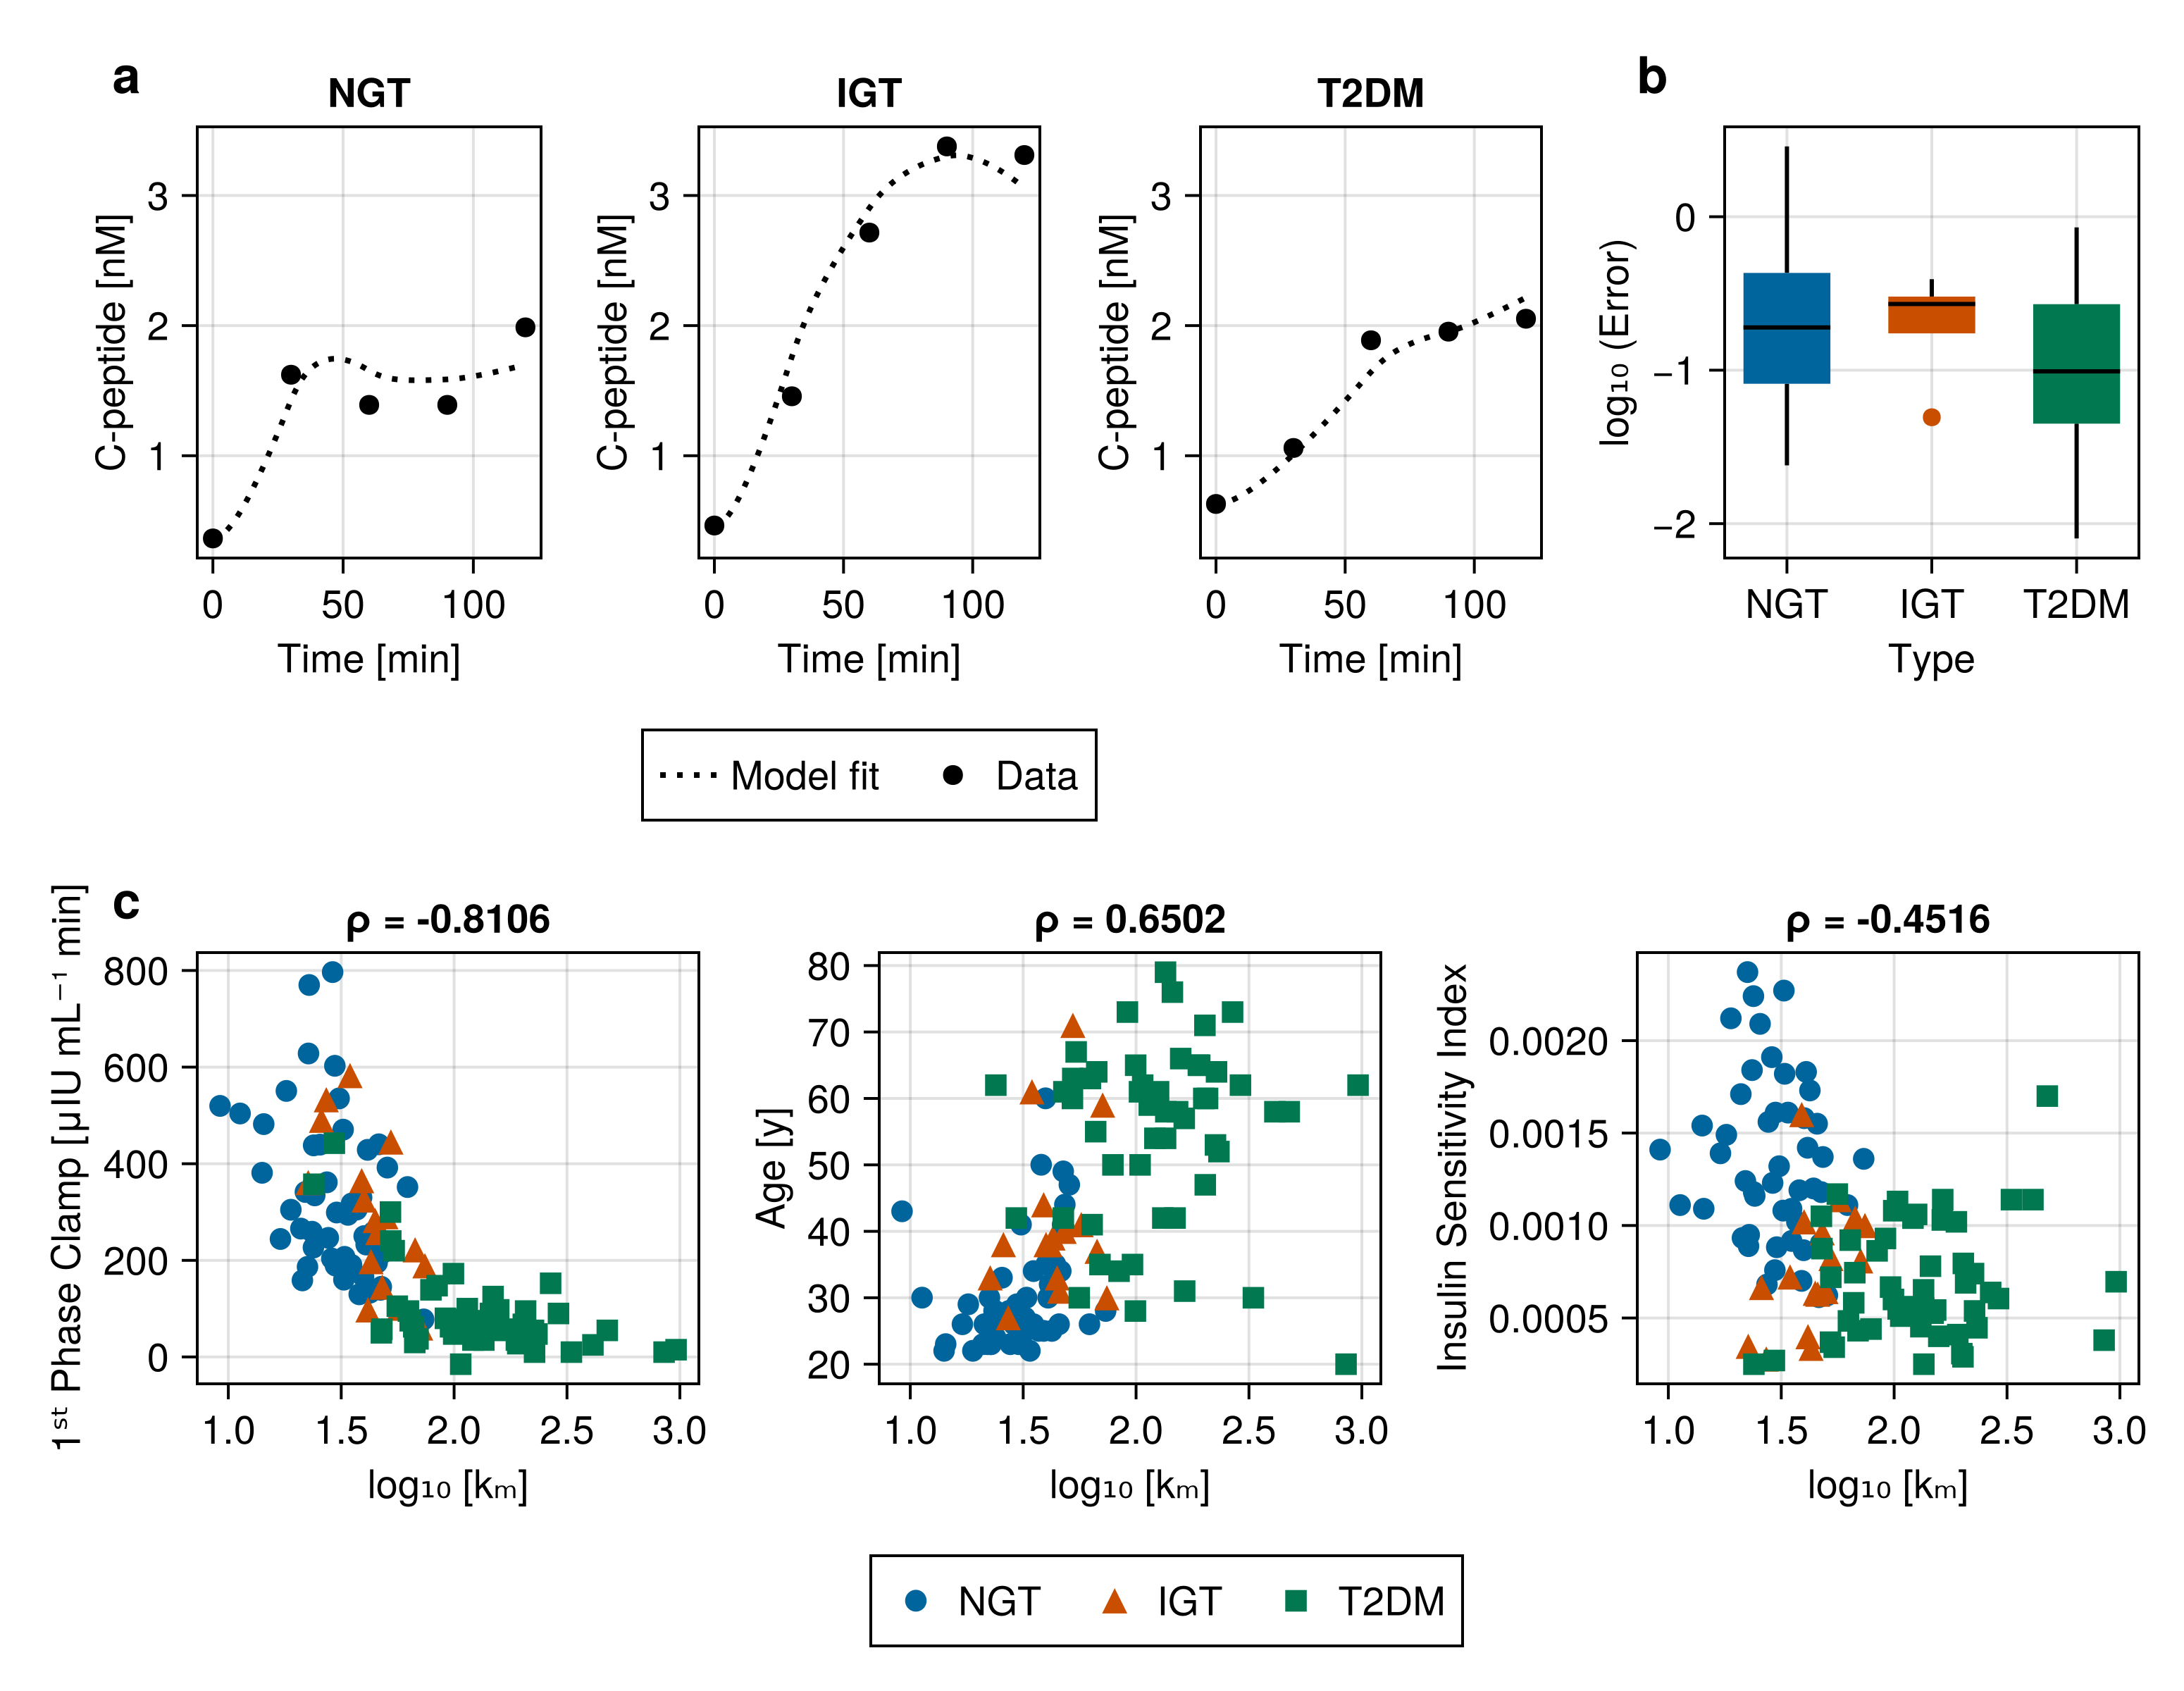 a
b
NGT
IGT
T2DM
C-peptide [nM]
3
2
1
0
50
100
Time [min]
C-peptide [nM]
3
2
1
0
50
100
Time [min]
C-peptide [nM]
3
2
1
0
50
100
Time [min]
log₁₀ (Error)
0
−1
−2
NGT
IGT
T2DM
Type
Model fit
Data
c
ρ = -0.8106
1ˢᵗ Phase Clamp [μIU mL⁻¹ min]
800
600
400
200
0
1.0
1.5
2.0
2.5
3.0
log₁₀ [kₘ]
ρ = 0.6502
Age [y]
80
70
60
50
40
30
20
1.0
1.5
2.0
2.5
3.0
log₁₀ [kₘ]
ρ = -0.4516
Insulin Sensitivity Index
0.0020
0.0015
0.0010
0.0005
1.0
1.5
2.0
2.5
3.0
log₁₀ [kₘ]
NGT
IGT
T2DM